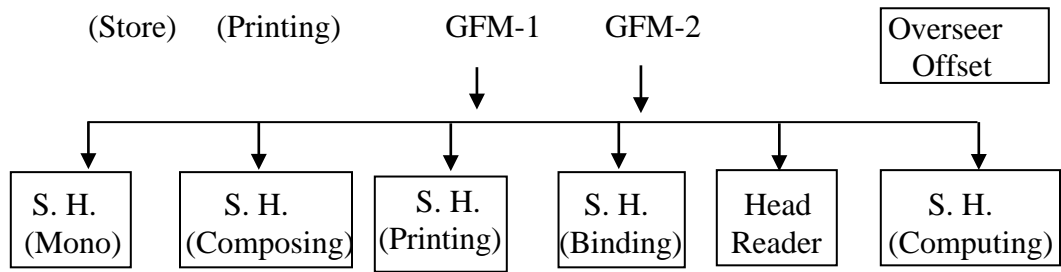 (Store) (Printing) GFM-1 GFM-2
Overseer
Offset
S. H.
(Mono)
S. H.
(Composing)
S. H.
(Printing)
S. H.
(Binding)
Head
Reader
S. H.
(Computing)